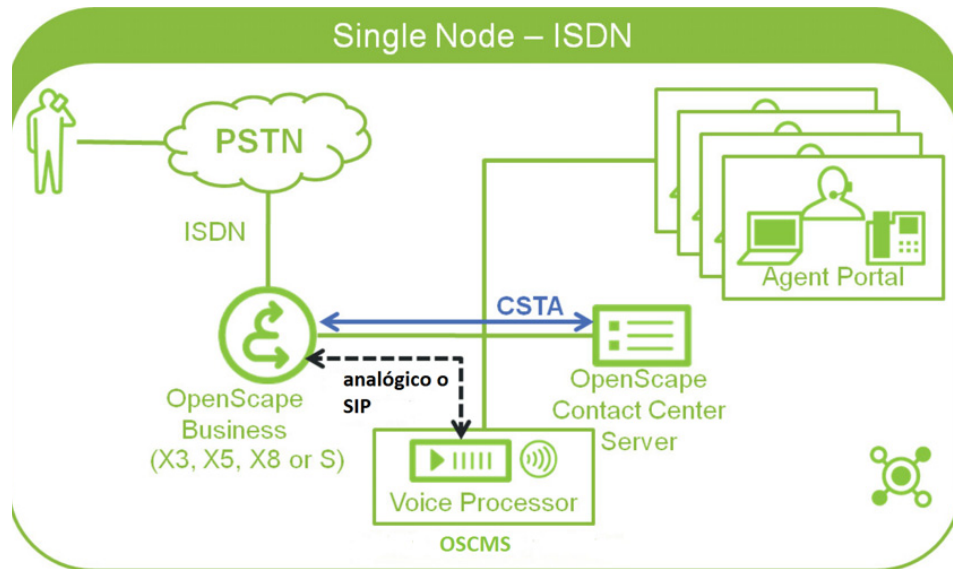 Single Node – ISDN
PSTN
ISDN
Agent Portal
CSTA
analógico o
SIP
OpenScape
Business
(X3, X5, X8 or S)
OpenScape
Contact Center
Server
Voice Processor
OSCMS